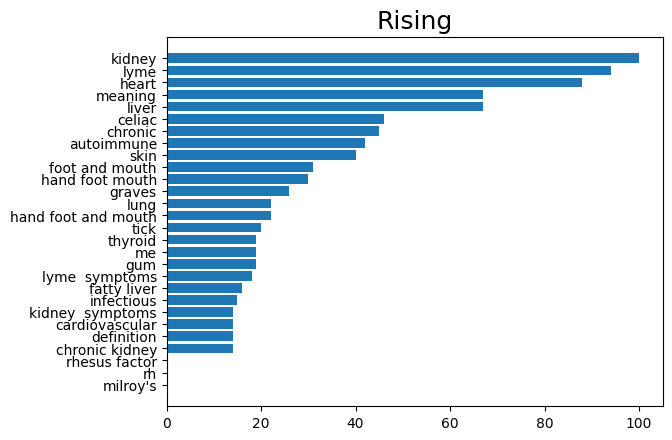 Rising
kidney
lyme
heart
meaning
liver
celiac
chronic
autoimmune
skin
foot and mouth
hand foot mouth
graves
lung
hand foot and mouth
tick
thyroid
me
gum
lyme  symptoms
fatty liver
infectious
kidney  symptoms
cardiovascular
definition
chronic kidney
rhesus factor
rh
milroy's
0 20 40 60 80 100